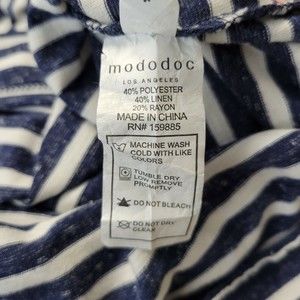 mododoc
LOS ANGELES
40% POLYESTER
40% LINEN
20% RAYON
MADE IN CHINA
RN# 159885
MACHINE WASH
COLD WITH LIKE
COLORS
TUMBLE DRY
LOW REMOVE
PROMPTLY
DO NOT BLEACH
DO NOT DRY
CLEAN